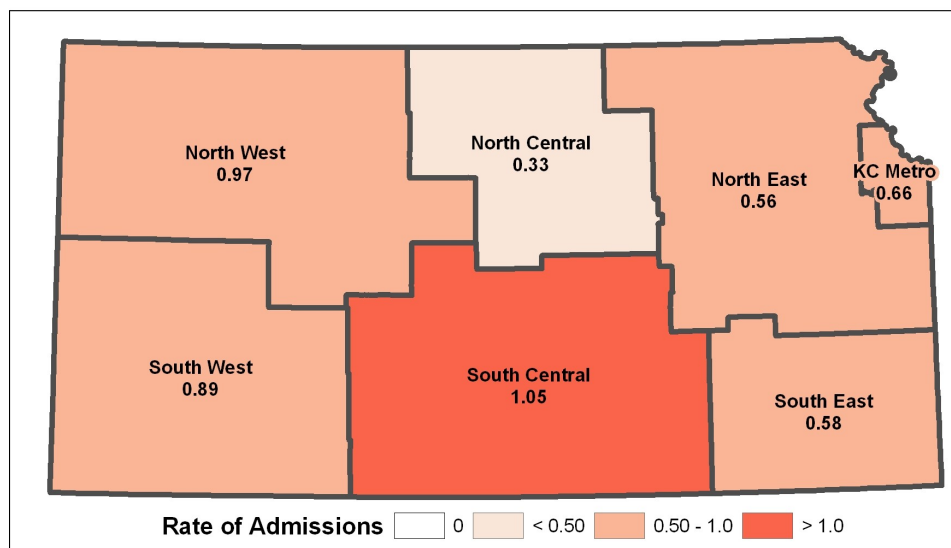 North West
0.97
North Central
0.33
North East
0.56
KC Metro
0.66
South West
0.89
South Central
1.05
South East
0.58
Rate of Admissions 0 < 0.50 0.50 - 1.0 > 1.0